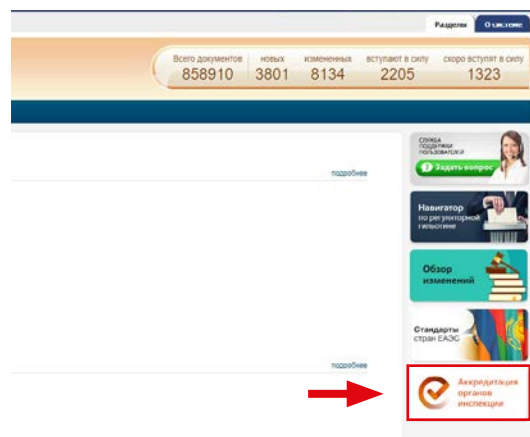 Разделы О системе
Всего документов новых измененных вступают в силу скоро вступят в силу
858910 3801 8134 2205 1323
СЛУЖБА
ПОДДЕРЖКИ
ПОЛЬЗОВАТЕЛЕЙ
Задать вопрос
подробнее
Навигатор
по регуляторной
гильотине
Обзор
изменений
Стандарты
стран ЕАЭС
подробнее
Аккредитация
органов
инспекции